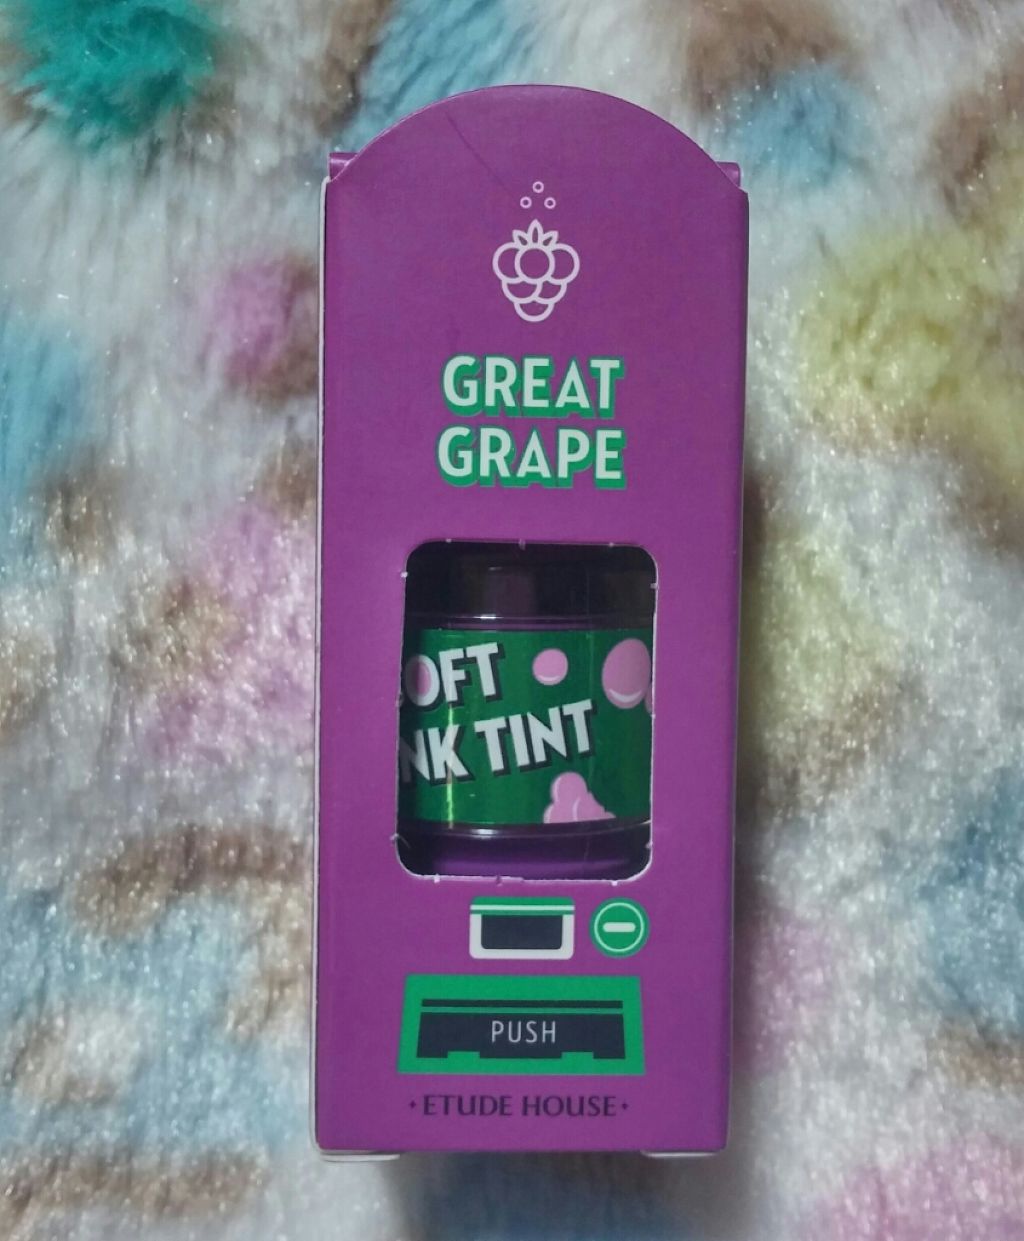 GREAT
GRAPE
OFT
NK TINT
PUSH
ETUDE HOUSE